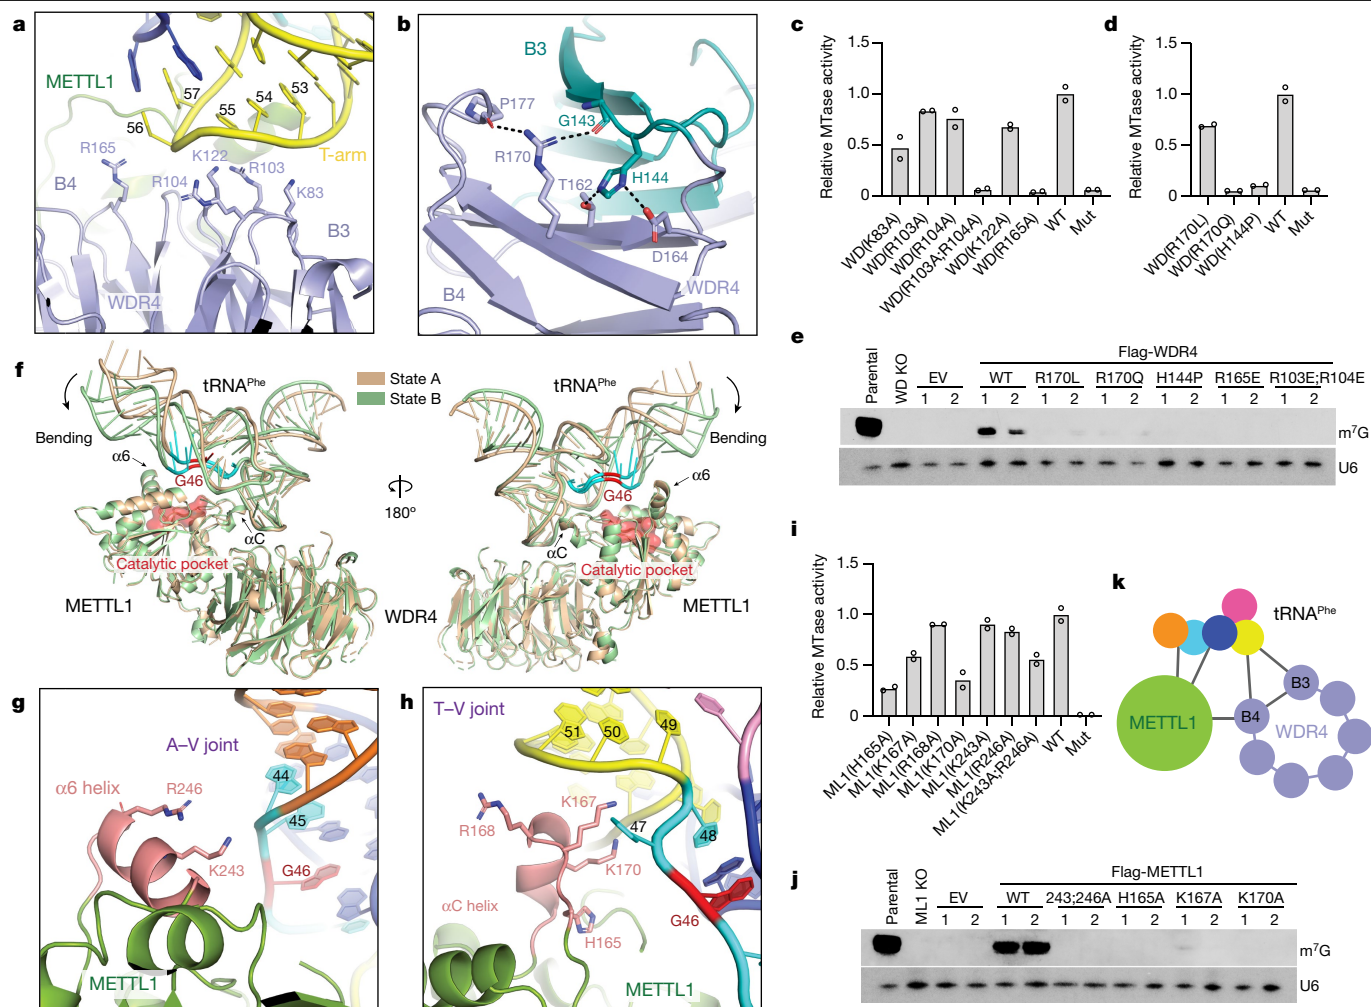 a
METTL1
57
56
55
54
53
T-arm
R165
K122
R103
R104
K83
B4
B3
WDR4
b
B3
P177
G143
R170
T162
H144
D164
B4
WDR4
c
Relative MTase activity
1.5
1.0
0.5
0
WD(K83A)
WD(R103A)
WD(R104A)
WD(R103A;R104A)
WD(K122A)
WD(R165A)
WT
Mut
d
Relative MTase activity
1.5
1.0
0.5
0
WD(R170L)
WD(R170Q)
WD(H144P)
WT
Mut
e
Flag-WDR4
Parental
WD KO
EV WT R170L R170Q H144P R165E R103E;R104E
1 2 1 2 1 2 1 2 1 2 1 2 1 2
m⁷G
U6
f
tRNAPhe
State A
State B
tRNAPhe
Bending
Bending
α6
α6
G46
G46
180º
αC
αC
Catalytic pocket
Catalytic pocket
METTL1
WDR4
METTL1
g
A–V joint
44
45
α6 helix
R246
G46
K243
METTL1
h
T–V joint
51
50
49
K167
R168
47
48
K170
αC helix
G46
H165
METTL1
i
Relative MTase activity
1.5
1.0
0.5
0
ML1(H165A)
ML1(K167A)
ML1(R168A)
ML1(K170A)
ML1(K243A)
ML1(R246A)
ML1(K243A;R246A)
WT
Mut
k
tRNAPhe
B3
METTL1
B4
WDR4
j
Flag-METTL1
Parental
ML1 KO
EV WT 243;246A H165A K167A K170A
1 2 1 2 1 2 1 2 1 2 1 2
m⁷G
U6